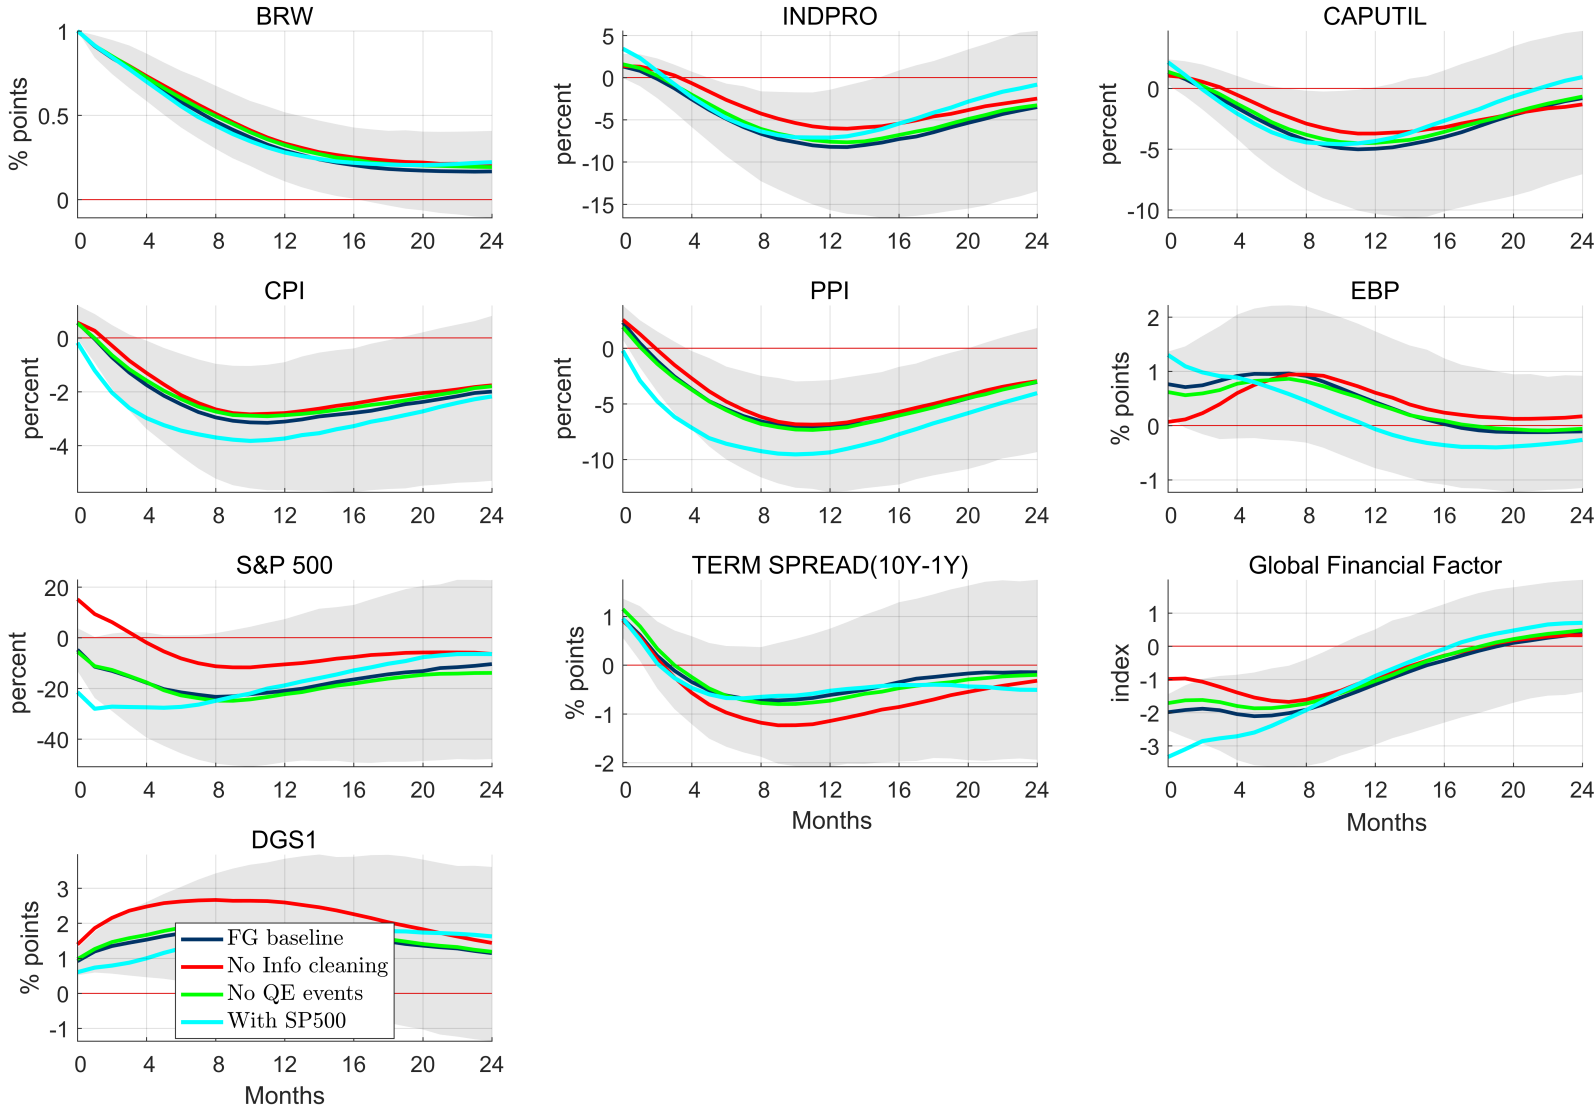 BRW
% points
1
0.5
0
0 4 8 12 16 20 24
INDPRO
percent
5
0
-5
-10
-15
0 4 8 12 16 20 24
CAPUTIL
percent
0
-5
-10
0 4 8 12 16 20 24
CPI
percent
0
-2
-4
0 4 8 12 16 20 24
PPI
percent
0
-5
-10
0 4 8 12 16 20 24
EBP
% points
2
1
0
-1
0 4 8 12 16 20 24
S&P 500
percent
20
0
-20
-40
0 4 8 12 16 20 24
TERM SPREAD(10Y-1Y)
% points
1
0
-1
-2
0 4 8 12 16 20 24
Months
Global Financial Factor
index
1
0
-1
-2
-3
0 4 8 12 16 20 24
Months
DGS1
% points
3
2
1
0
-1
FG baseline
No Info cleaning
No QE events
With SP500
0 4 8 12 16 20 24
Months